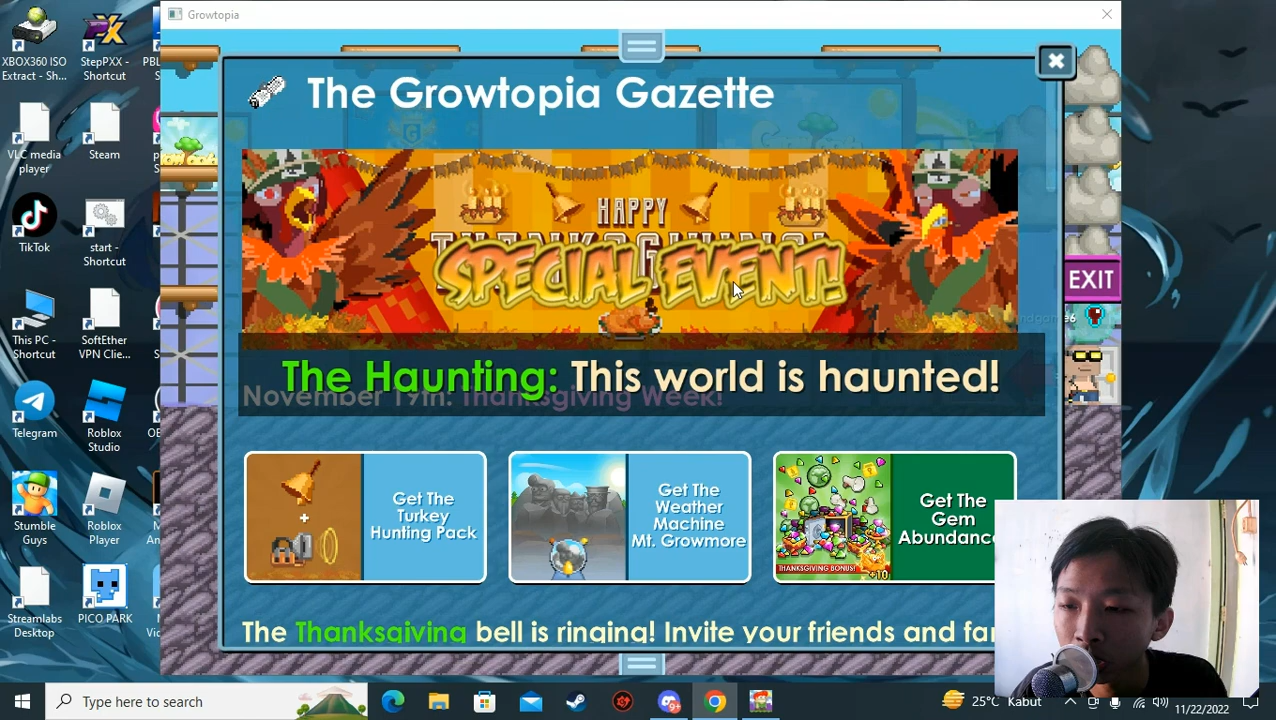 Growtopia
XBOX360 ISO
Extract - Sh...
StepPXX -
Shortcut
VLC media
player
Steam
TikTok
start -
Shortcut
This PC -
Shortcut
SoftEther
VPN Clie...
Telegram
Roblox
Studio
Stumble
Guys
Roblox
Player
Streamlabs
Desktop
PICO PARK
The Growtopia Gazette
HAPPY
SPECIAL EVENT!
The Haunting: This world is haunted!
November 19th: Thanksgiving Week!
EXIT
Get The
Turkey
Hunting Pack
Get The
Weather
Machine
Mt. Growmore
THANKSGIVING BONUS!
+10
Get The
Gem
Abundanc
The Thanksgiving bell is ringing! Invite your friends and fa
Type here to search
25°C Kabut
11/22/2022